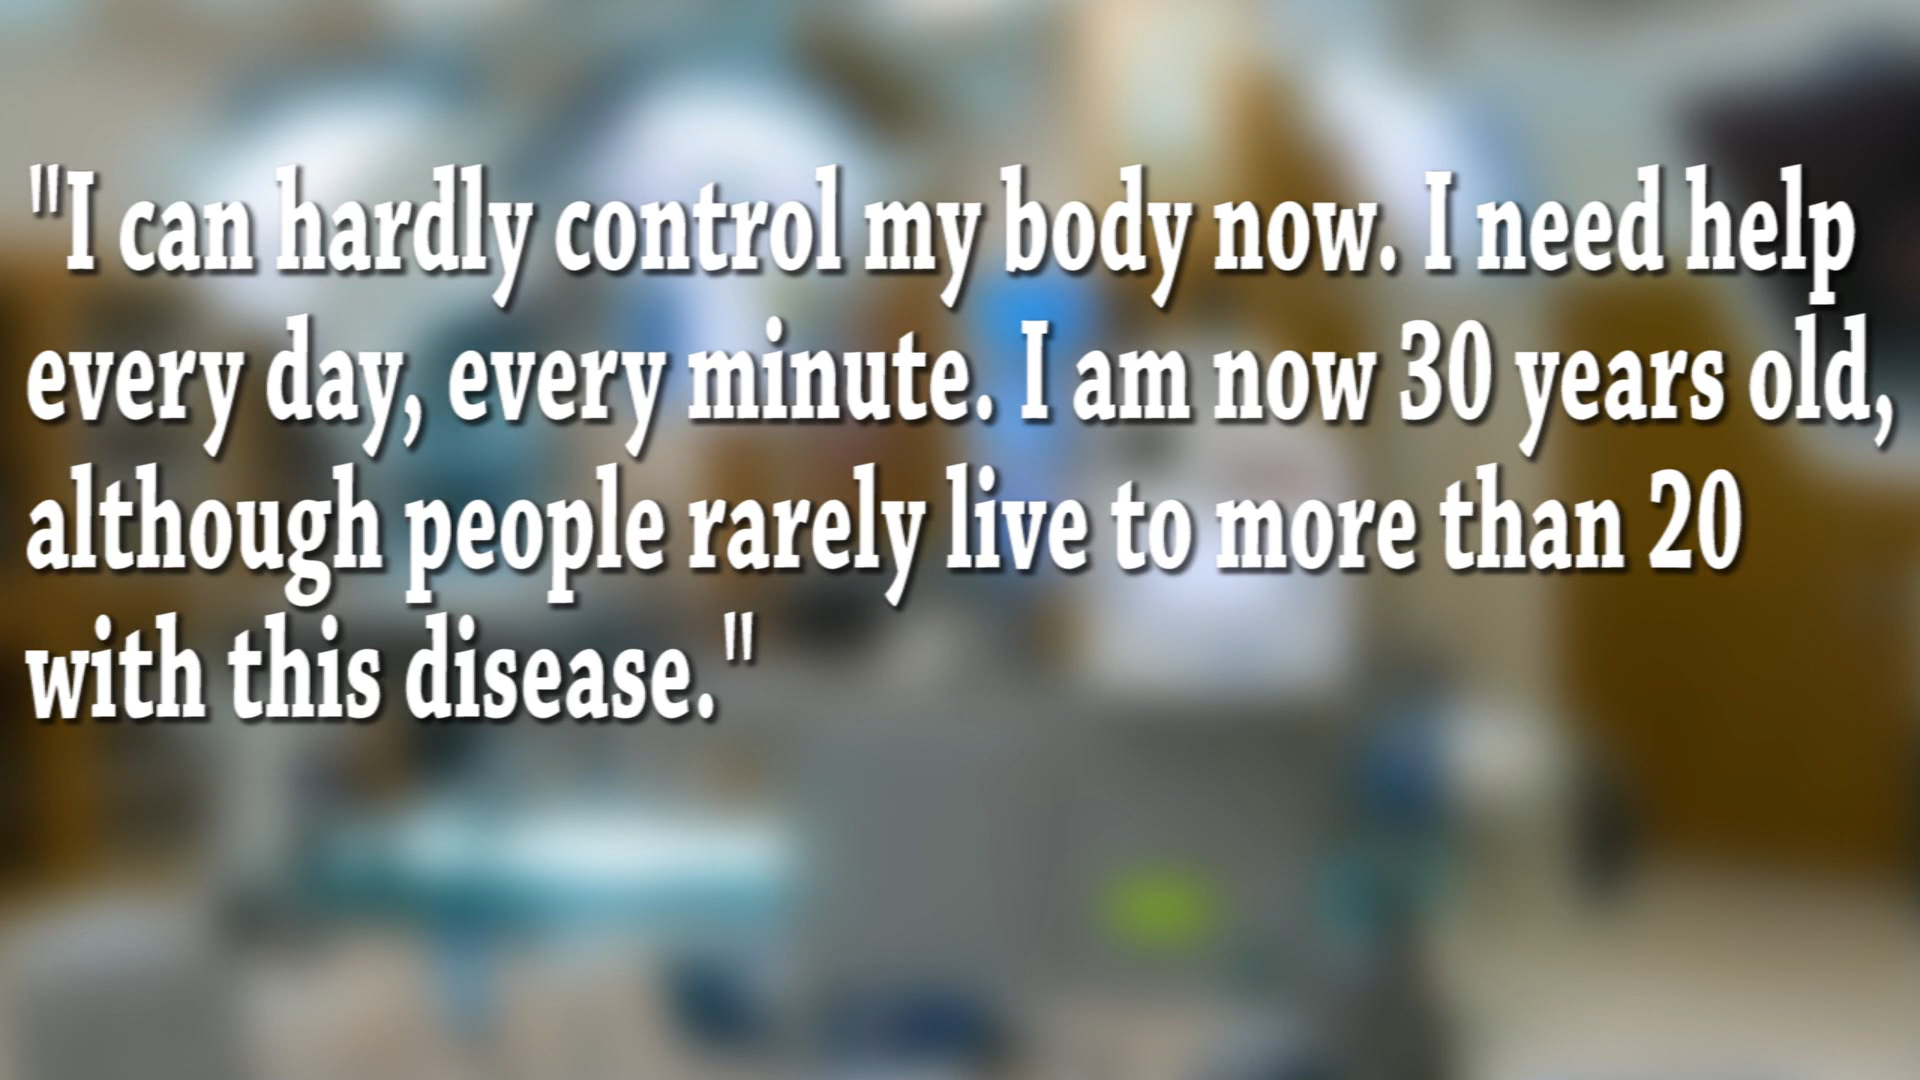 "I can hardly control my body now. I need help
every day, every minute. I am now 30 years old,
although people rarely live to more than 20
with this disease."